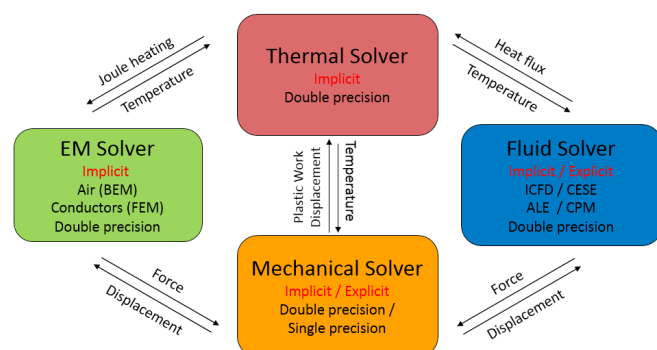 Thermal Solver
Implicit
Double precision
Joule heating
Temperature
Heat flux
Temperature
EM Solver
Implicit
Air (BEM)
Conductors (FEM)
Double precision
Plastic Work
Displacement
Temperature
Fluid Solver
Implicit / Explicit
ICFD / CESE
ALE / CPM
Double precision
Mechanical Solver
Implicit / Explicit
Double precision /
Single precision
Force
Displacement
Force
Displacement